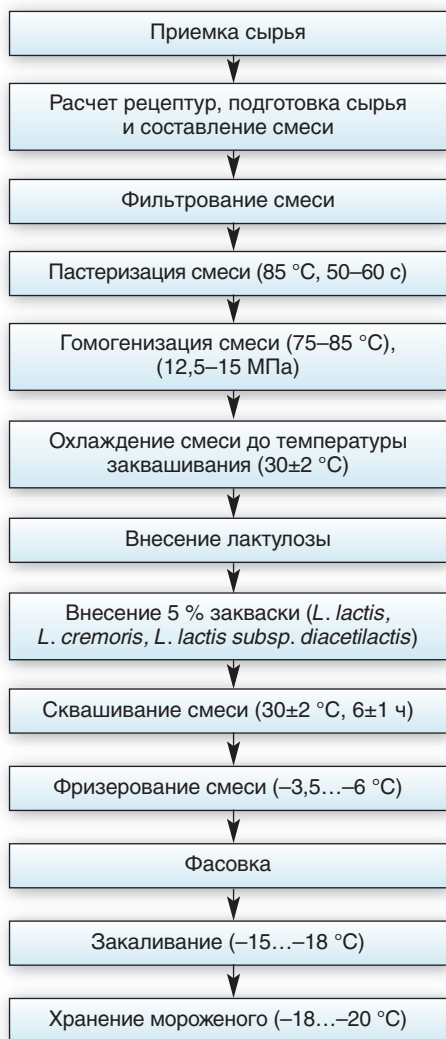 Приемка сырья
Расчет рецептур, подготовка сырья
и составление смеси
Фильтрование смеси
Пастеризация смеси (85 °C, 50–60 с)
Гомогенизация смеси (75–85 °C),
(12,5–15 МПа)
Охлаждение смеси до температуры
заквашивания (30±2 °C)
Внесение лактулозы
Внесение 5 % закваски (L. lactis,
L. cremoris, L. lactis subsp. diacetilactis)
Сквашивание смеси (30±2 °C, 6±1 ч)
Фризерование смеси (–3,5…–6 °C)
Фасовка
Закаливание (–15…–18 °C)
Хранение мороженого (–18…–20 °C)